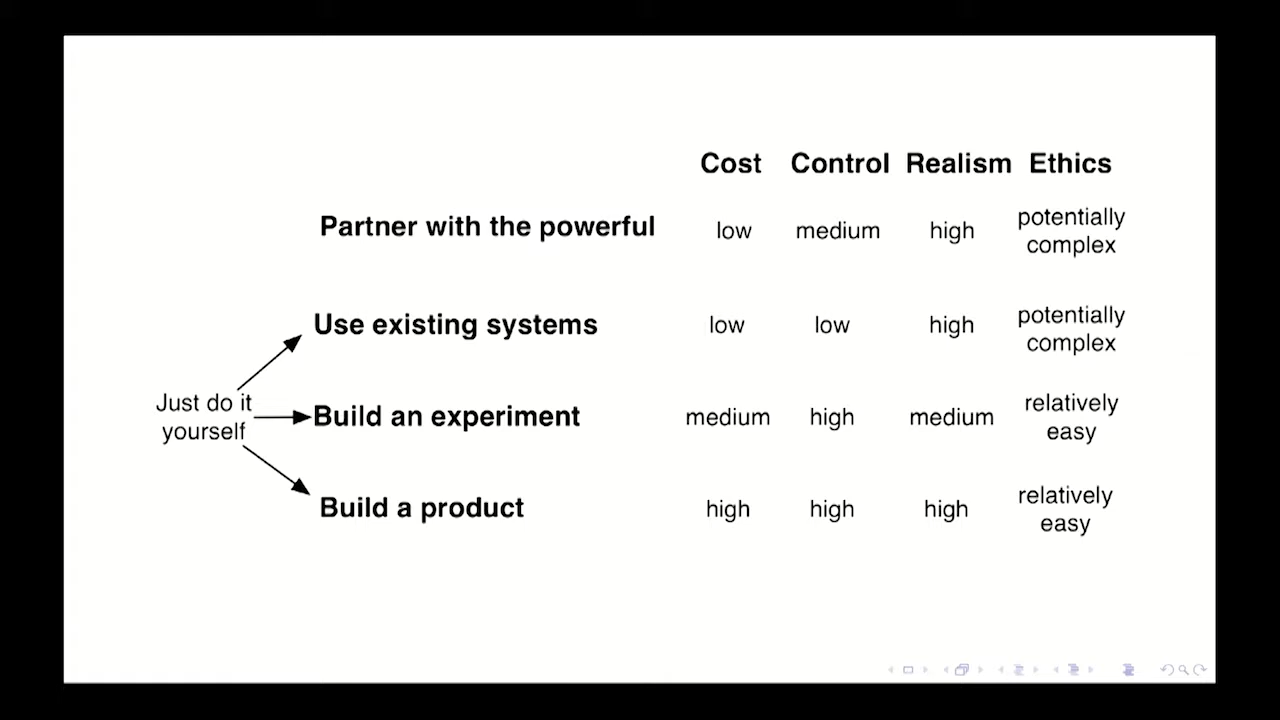 Cost Control Realism Ethics
Partner with the powerful low medium high potentially
complex
Use existing systems low low high potentially
complex
Just do it
yourself
Build an experiment medium high medium relatively
easy
Build a product high high high relatively
easy